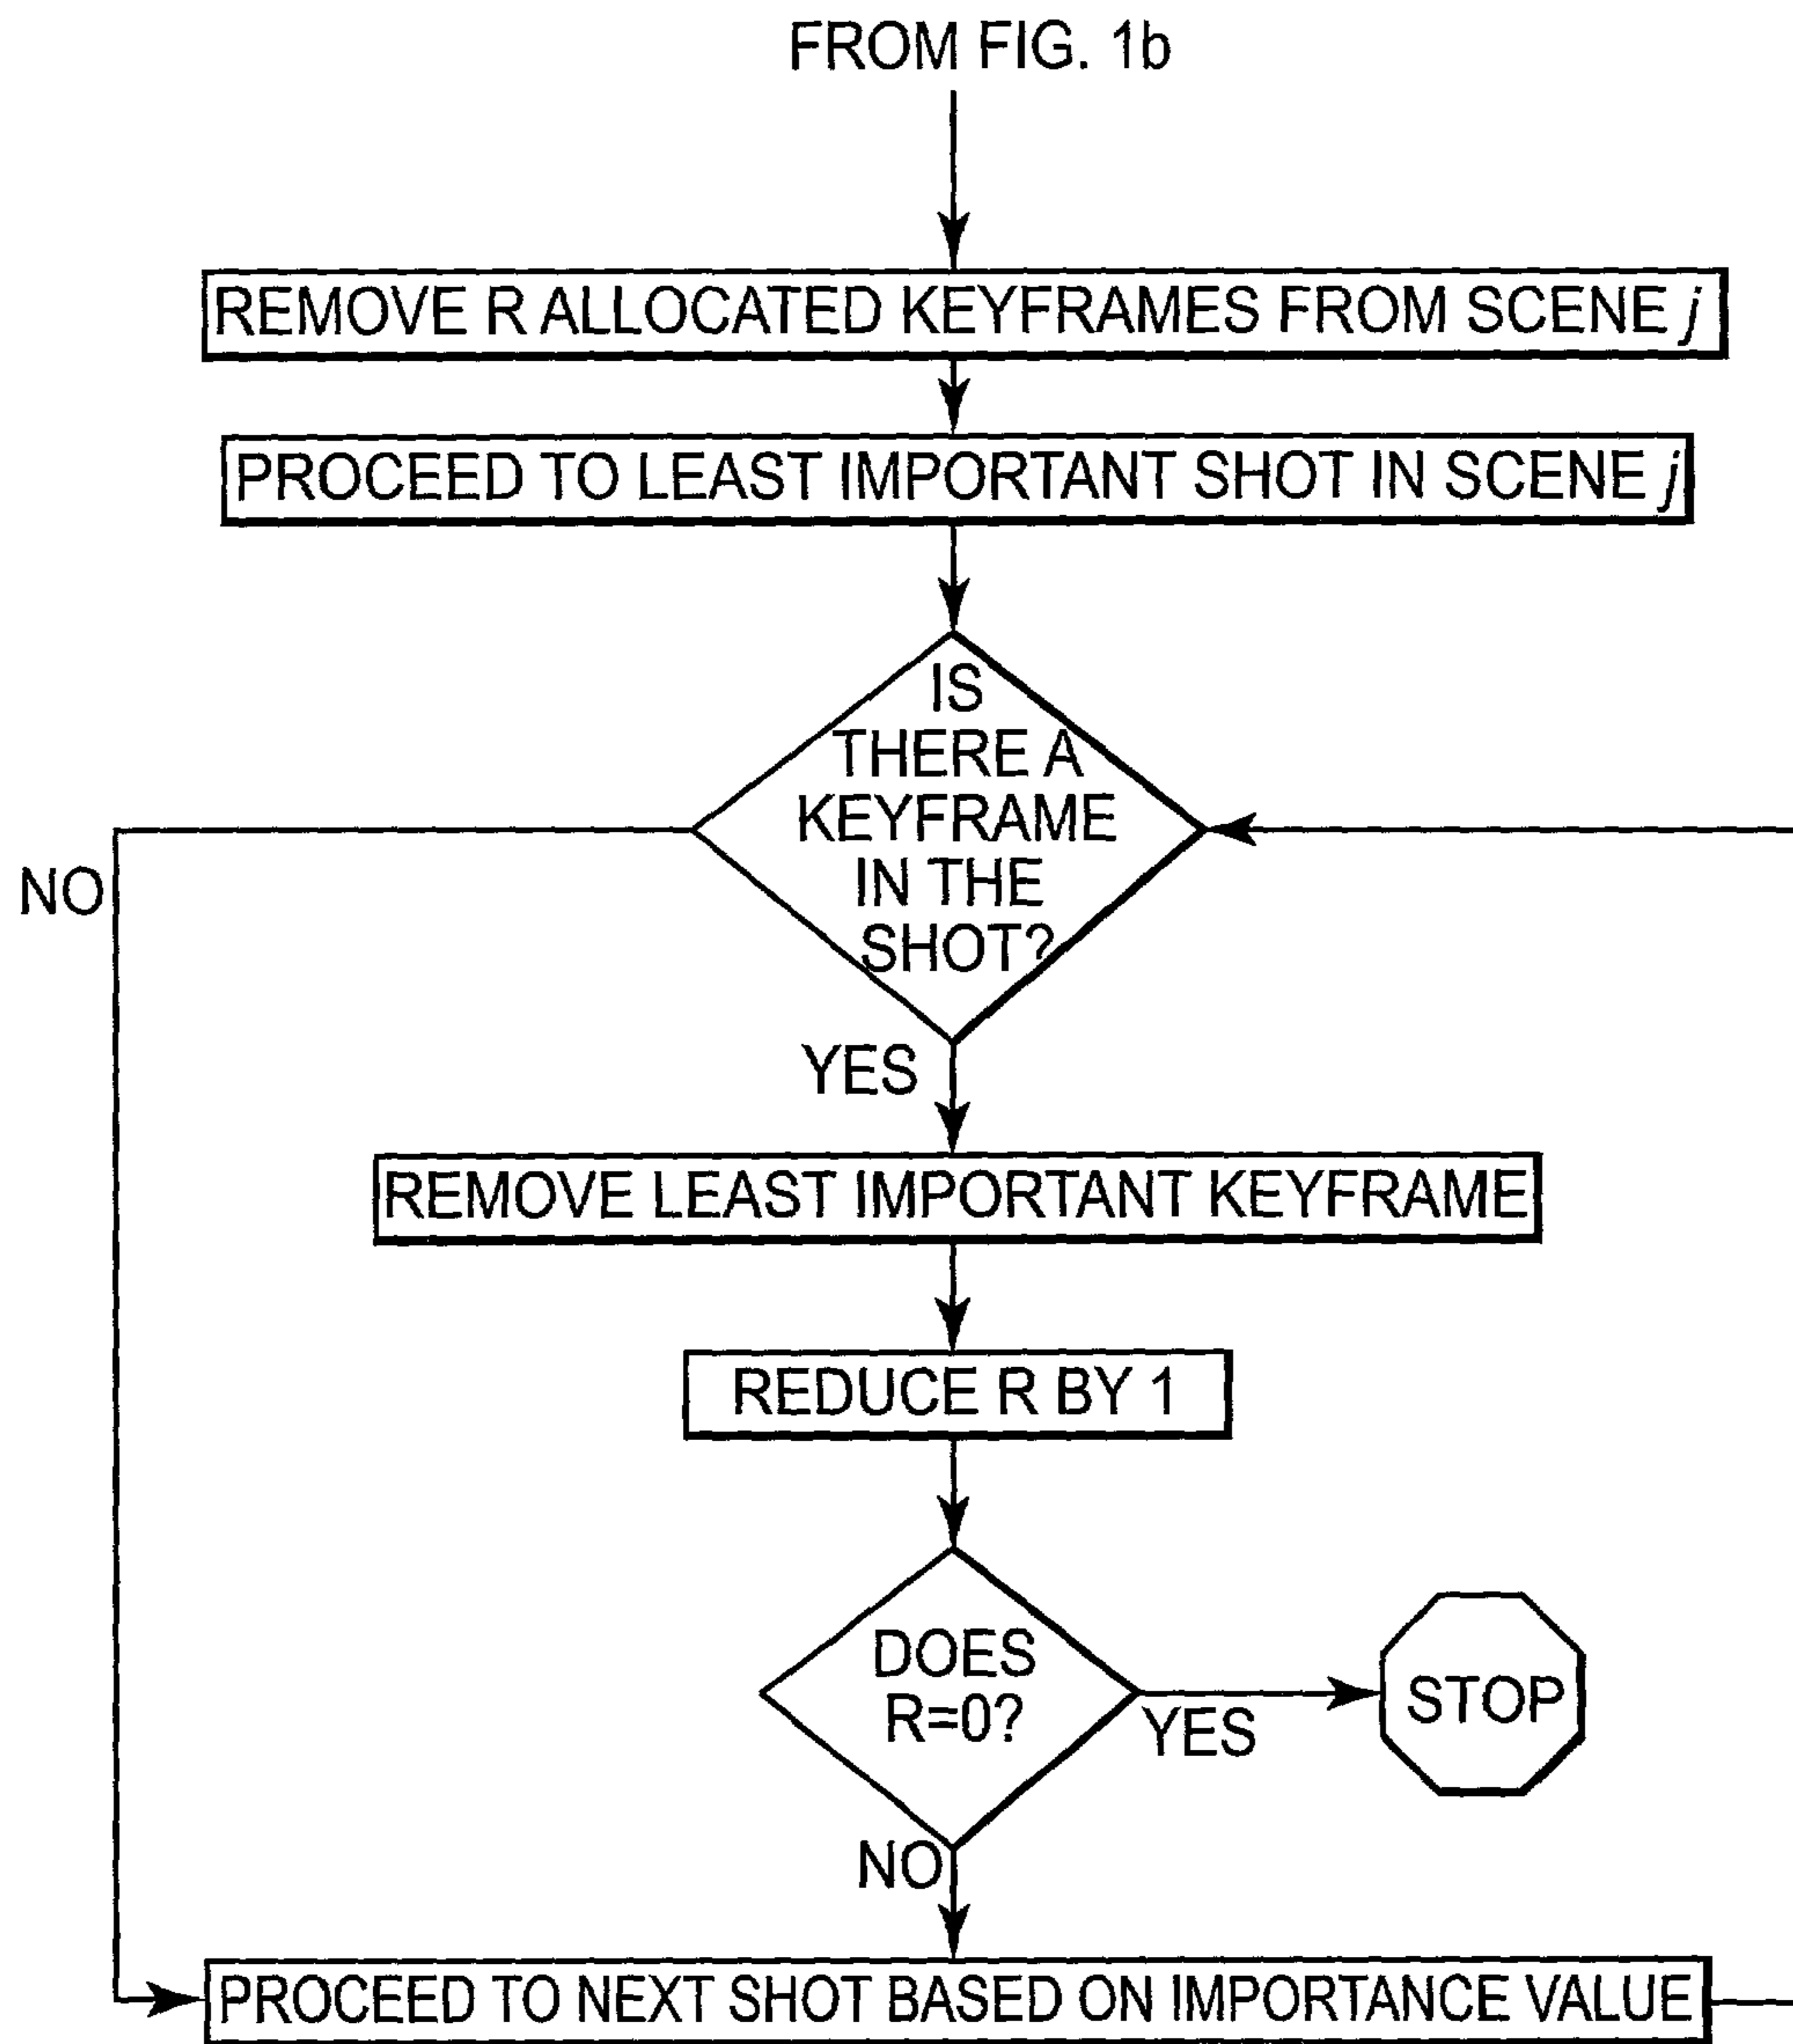 FROM FIG. 1b
REMOVE R ALLOCATED KEYFRAMES FROM SCENE j
PROCEED TO LEAST IMPORTANT SHOT IN SCENE j
IS
THERE A
KEYFRAME
IN THE
SHOT?
NO
YES
REMOVE LEAST IMPORTANT KEYFRAME
REDUCE R BY 1
DOES
R=0?
YES
STOP
NO
PROCEED TO NEXT SHOT BASED ON IMPORTANCE VALUE